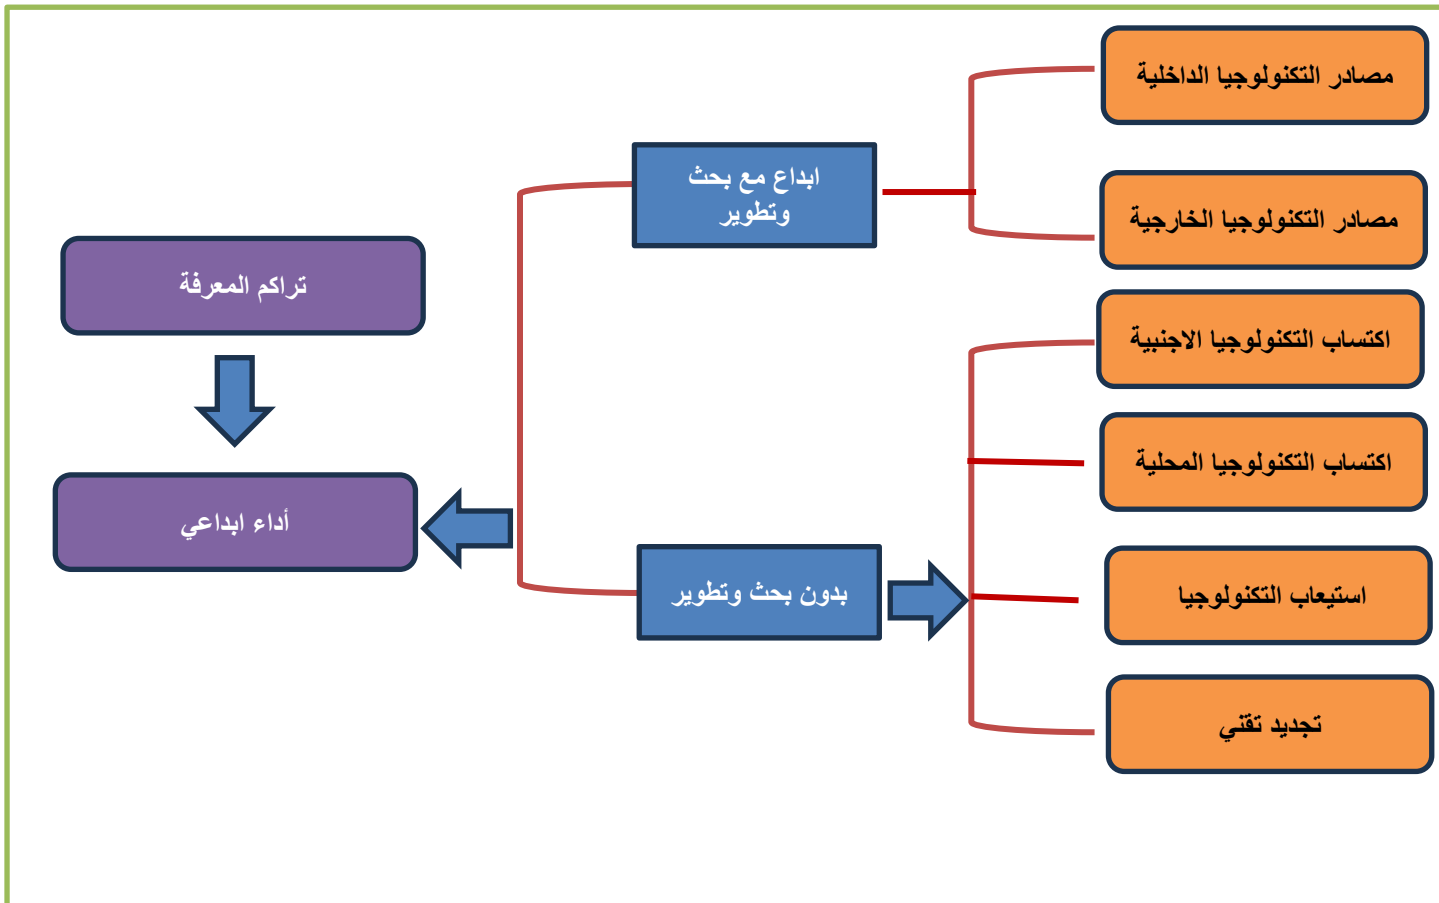 مصادر التكنولوجيا الداخلية
ابداع مع بحث
وتطوير
مصادر التكنولوجيا الخارجية
تراكم المعرفة
اكتساب التكنولوجيا الاجنبية
اكتساب التكنولوجيا المحلية
أداء ابداعي
بدون بحث وتطوير
استيعاب التكنولوجيا
تجديد تقني